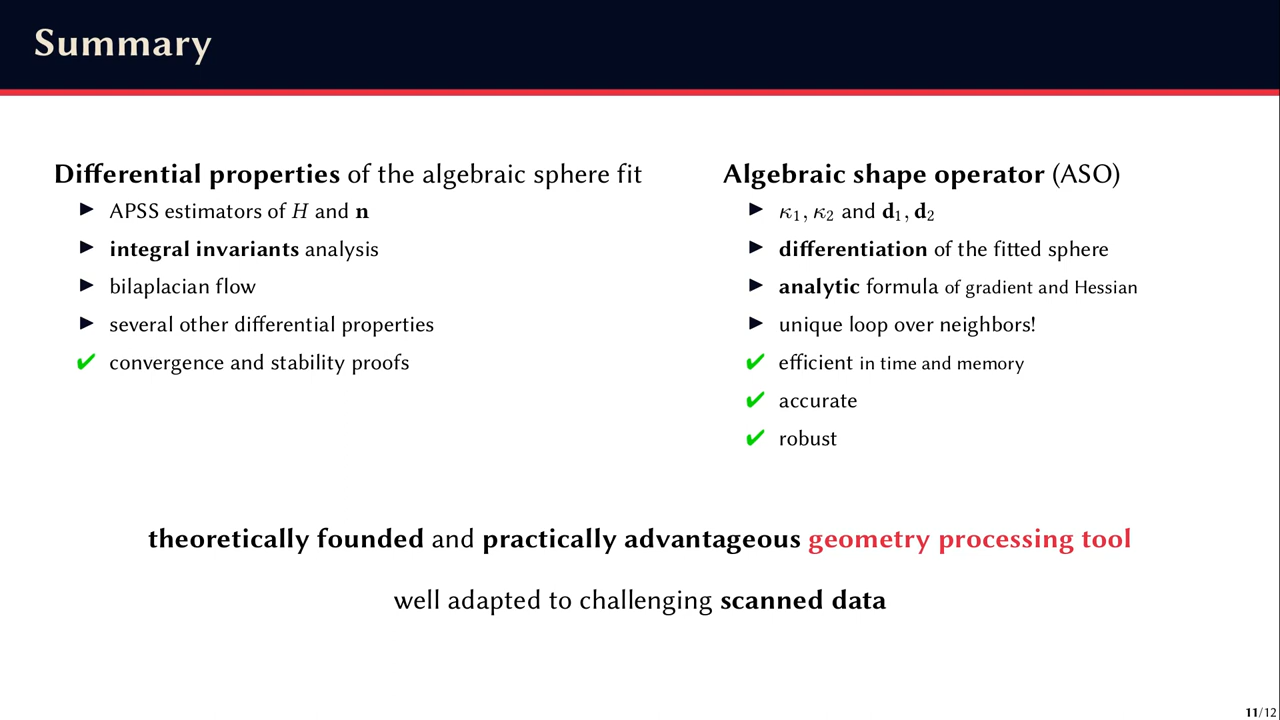 Summary
Differential properties of the algebraic sphere fit
▶ APSS estimators of H and n
▶ integral invariants analysis
▶ bilaplacian flow
▶ several other differential properties
✔ convergence and stability proofs
Algebraic shape operator (ASO)
▶ κ₁, κ₂ and d₁, d₂
▶ differentiation of the fitted sphere
▶ analytic formula of gradient and Hessian
▶ unique loop over neighbors!
✔ efficient in time and memory
✔ accurate
✔ robust
theoretically founded and practically advantageous geometry processing tool
well adapted to challenging scanned data
11/12